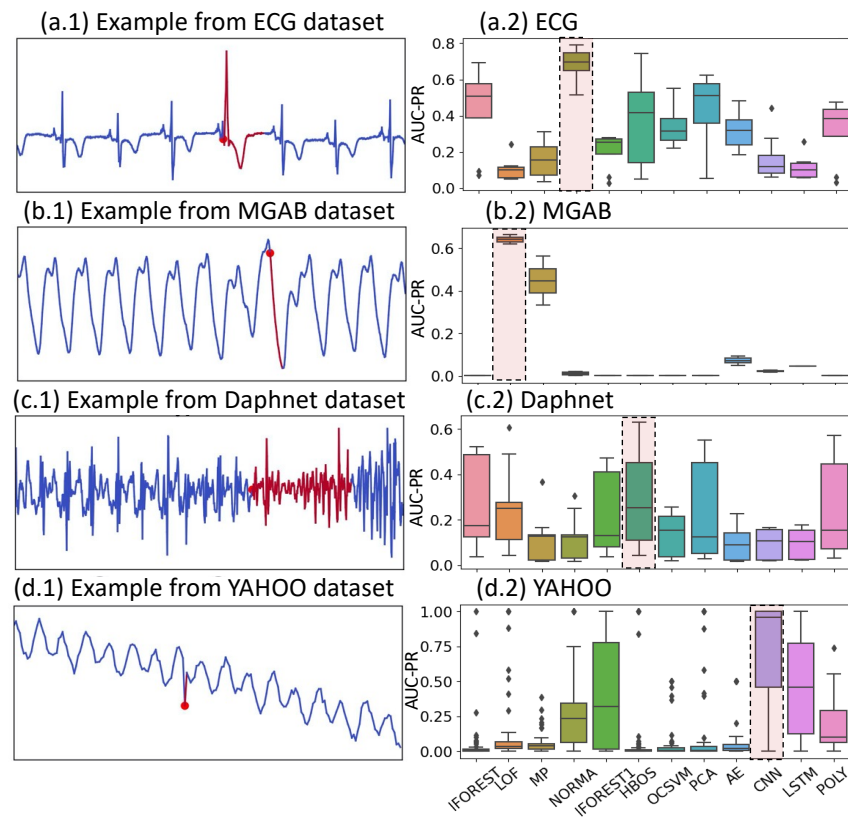 (a.1) Example from ECG dataset
(a.2) ECG
AUC-PR
0.8
0.6
0.4
0.2
0.0
(b.1) Example from MGAB dataset
(b.2) MGAB
AUC-PR
0.6
0.4
0.2
0.0
(c.1) Example from Daphnet dataset
(c.2) Daphnet
AUC-PR
0.6
0.4
0.2
0.0
(d.1) Example from YAHOO dataset
(d.2) YAHOO
AUC-PR
1.00
0.75
0.50
0.25
0.00
IFOREST
LOF
MP
NORMA
IFOREST1
HBOS
OCSVM
PCA
AE
CNN
LSTM
POLY